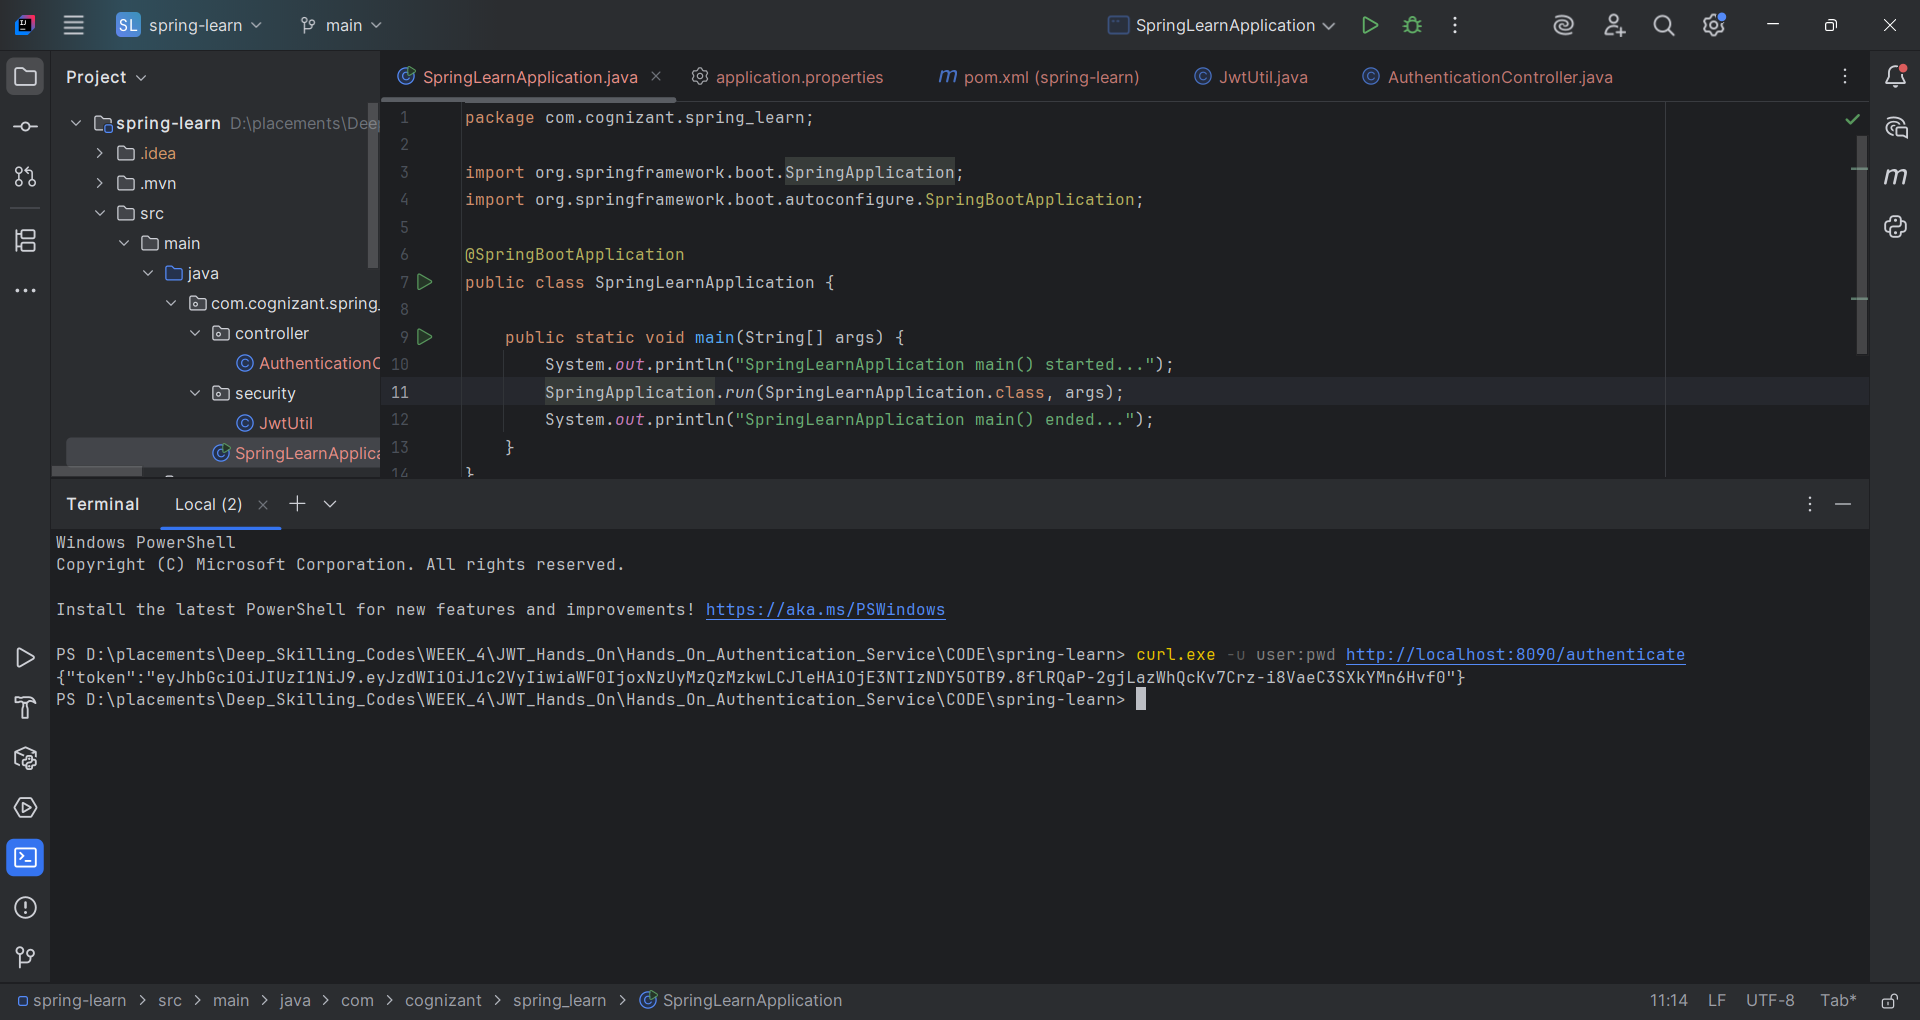 SL spring-learn main SpringLearnApplication
Project
spring-learn D:\placements\Deep
.idea
.mvn
src
main
java
com.cognizant.spring_
controller
AuthenticationC
security
JwtUtil
SpringLearnApplica
SpringLearnApplication.java application.properties m pom.xml (spring-learn) JwtUtil.java AuthenticationController.java
1 package com.cognizant.spring_learn;
2
3 import org.springframework.boot.SpringApplication;
4 import org.springframework.boot.autoconfigure.SpringBootApplication;
5
6 @SpringBootApplication
7 public class SpringLearnApplication {
8
9 public static void main(String[] args) {
10 System.out.println("SpringLearnApplication main() started...");
11 SpringApplication.run(SpringLearnApplication.class, args);
12 System.out.println("SpringLearnApplication main() ended...");
13 }
14 }
Terminal Local (2)
Windows PowerShell
Copyright (C) Microsoft Corporation. All rights reserved.
Install the latest PowerShell for new features and improvements! https://aka.ms/PSWindows
PS D:\placements\Deep_Skilling_Codes\WEEK_4\JWT_Hands_On\Hands_On_Authentication_Service\CODE\spring-learn> curl.exe -u user:pwd http://localhost:8090/authenticate
{"token":"eyJhbGciOiJIUzI1NiJ9.eyJzdWIiOiJ1c2VyIiwiaWF0IjoxNzUyMzQzMzkwLCJleHAiOjE3NTIzNDY5OTB9.8flRQaP-2gjLazWhQcKv7Crz-i8VaeC3SXkYMn6Hvf0"}
PS D:\placements\Deep_Skilling_Codes\WEEK_4\JWT_Hands_On\Hands_On_Authentication_Service\CODE\spring-learn>
spring-learn > src > main > java > com > cognizant > spring_learn > SpringLearnApplication 11:14 LF UTF-8 Tab*